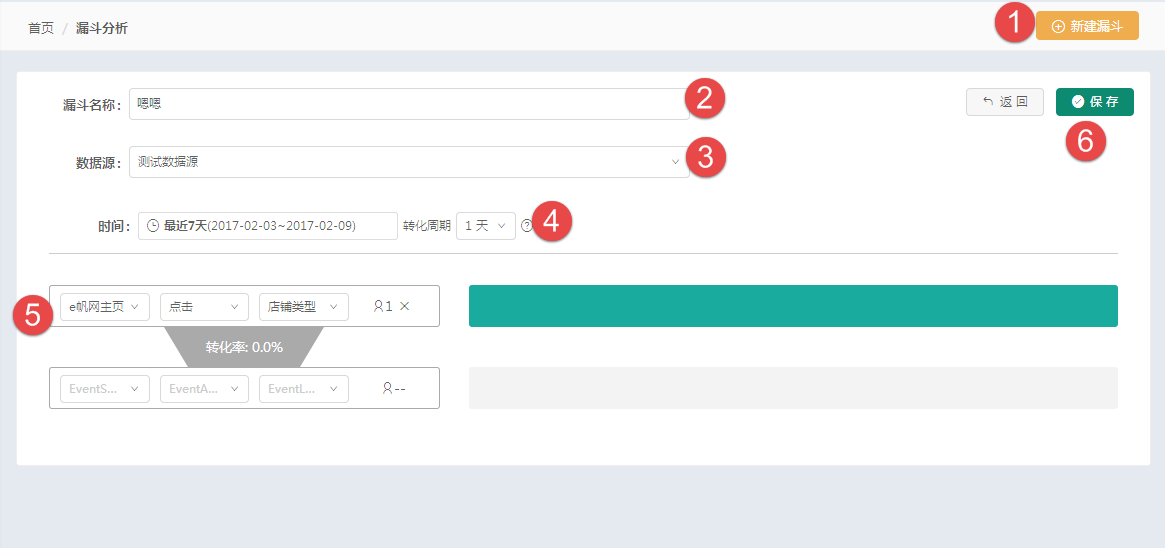 首页 / 漏斗分析
1
新建漏斗
漏斗名称：
嗯嗯
2
返 回
保 存
6
数据源：
测试数据源
3
时间：
最近7天(2017-02-03~2017-02-09)
转化周期
1 天
?
4
5
e帆网主页
点击
店铺类型
1 ×
转化率: 0.0%
EventS...
EventA...
EventL...
--